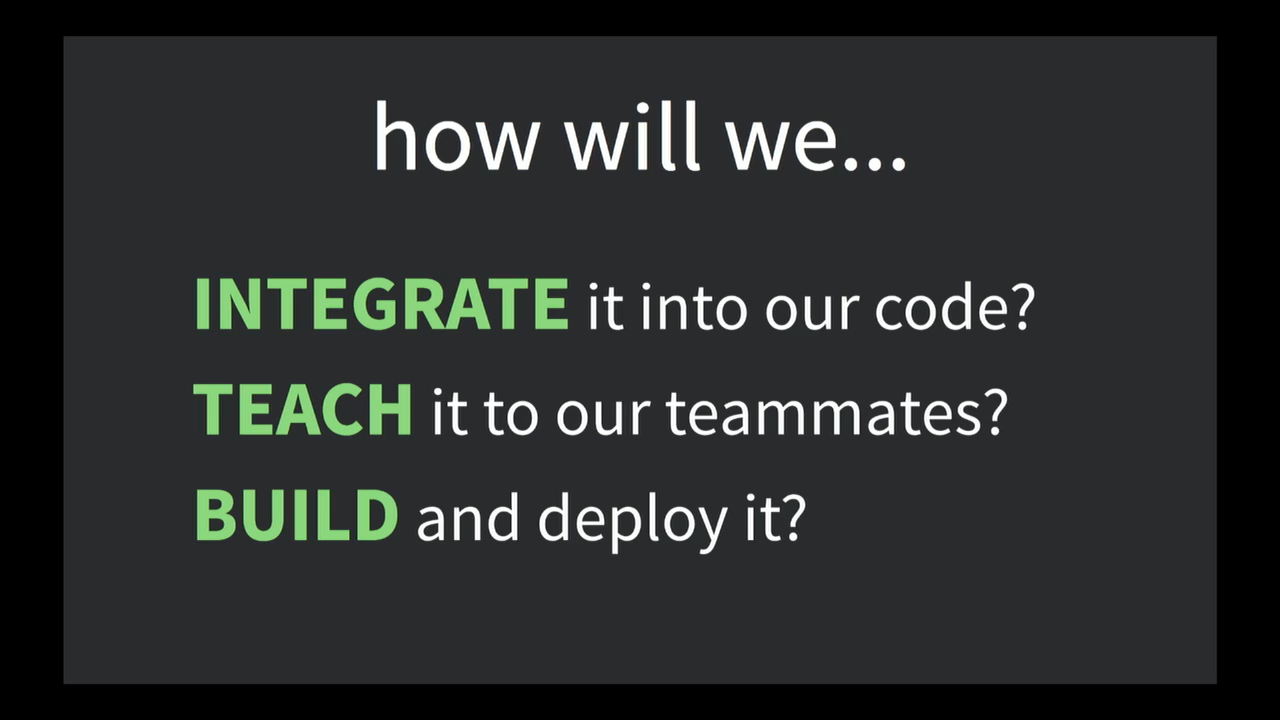 how will we...
INTEGRATE it into our code?
TEACH it to our teammates?
BUILD and deploy it?